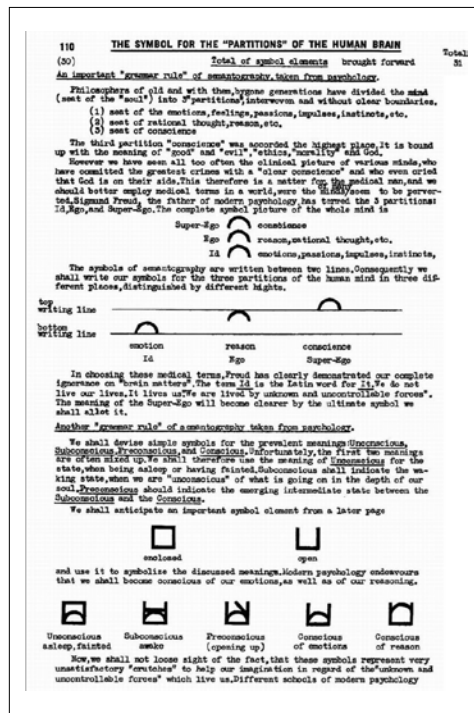 110 THE SYMBOL FOR THE "PARTITIONS" OF THE HUMAN BRAIN
Total
(30) Total of symbol elements brought forward 31
An important "grammar rule" of semantography, taken from psychology.
Philosophers of old and with them, bygone generations have divided the mind
(seat of the "soul") into 3 "partitions", interwoven and without clear boundaries.
(1) seat of the emotions, feelings, passions, impulses, instincts, etc.
(2) seat of rational thought, reason, etc.
(3) seat of conscience
The third partition "conscience" was accorded the highest place. It is bound
up with the meaning of "good" and "evil", "ethics", "morality" and God.
However we have seen all too often the clinical picture of various minds, who
have committed the greatest crimes with a "clear conscience" and who even cried
that God is on their side. This therefore is a matter for the medical man, and we
should better employ medical terms in a world, were the minds seem to be perver-
ted. Sigmund Freud, the father of modern psychology, has termed the 3 partitions:
Id, Ego, and Super-Ego. The complete symbol picture of the whole mind is
Super-Ego conscience
Ego reason, rational thought, etc.
Id emotions, passions, impulses, instincts,
The symbols of semantography are written between two lines. Consequently we
shall write our symbols for the three partitions of the human mind in three dif-
ferent places, distinguished by different hights.
top
writing line
bottom
writing line
emotion reason conscience
Id Ego Super-Ego
In choosing these medical terms, Freud has clearly demonstrated our complete
ignorance on "brain matters". The term Id is the Latin word for It. We do not
live our lives. It lives us. "We are lived by unknown and uncontrollable forces".
The meaning of the Super-Ego will become clearer by the ultimate symbol we
shall allot it.
Another "grammar rule" of semantography taken from psychology.
We shall devise simple symbols for the prevalent meanings: Unconscious,
Subconscious, Preconscious, and Conscious. Unfortunately, the first two meanings
are often mixed up. We shall therefore use the meaning of Unconscious for the
state, when being asleep or having fainted. Subconscious shall indicate the wa-
king state, when we are "unconscious" of what is going on in the depth of our
soul. Preconscious should indicate the emerging intermediate state between the
Subconscious and the Conscious.
We shall anticipate an important symbol element from a later page
enclosed open
and use it to symbolize the discussed meanings. Modern psychology endeavours
that we shall become conscious of our emotions, as well as of our reasoning.
Unconscious Subconscious Preconscious Conscious Conscious
asleep, fainted awake (opening up) of emotions of reason
Now, we shall not loose sight of the fact, that these symbols represent very
unsatisfactory "crutches" to help our imagination in regard of the "unknown and
uncontrollable forces" which live us. Different schools of modern psychology